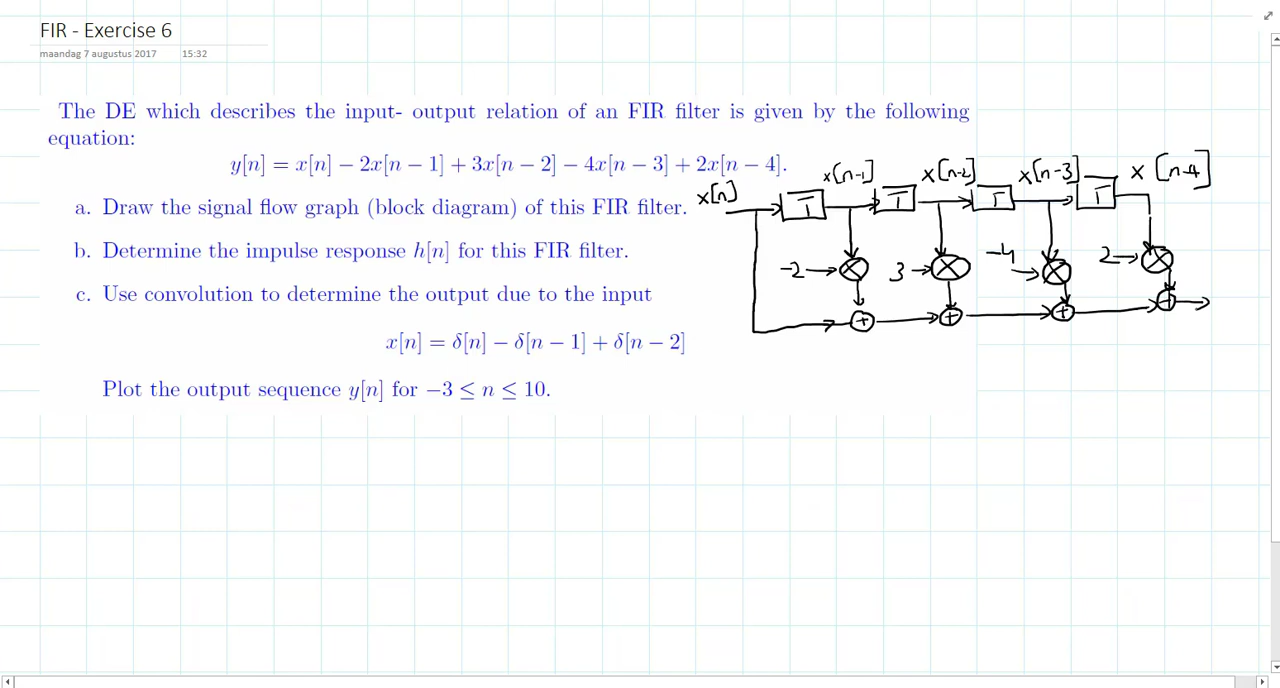 FIR - Exercise 6
maandag 7 augustus 2017 15:32
The DE which describes the input- output relation of an FIR filter is given by the following
equation:
y[n] = x[n] − 2x[n − 1] + 3x[n − 2] − 4x[n − 3] + 2x[n − 4].
a. Draw the signal flow graph (block diagram) of this FIR filter.
b. Determine the impulse response h[n] for this FIR filter.
c. Use convolution to determine the output due to the input
x[n] = δ[n] − δ[n − 1] + δ[n − 2]
Plot the output sequence y[n] for −3 ≤ n ≤ 10.
x[n] x[n-1] x[n-2] x[n-3] x[n-4]
T T T T
-2 3 -4 2
+ + + +